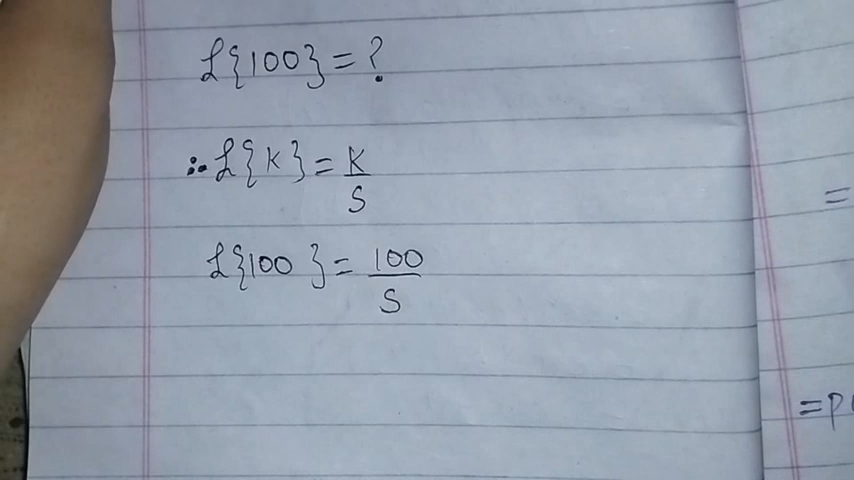 ℒ{100} = ?
∴ ℒ{K} = K/S
ℒ{100} = 100/S
=
=